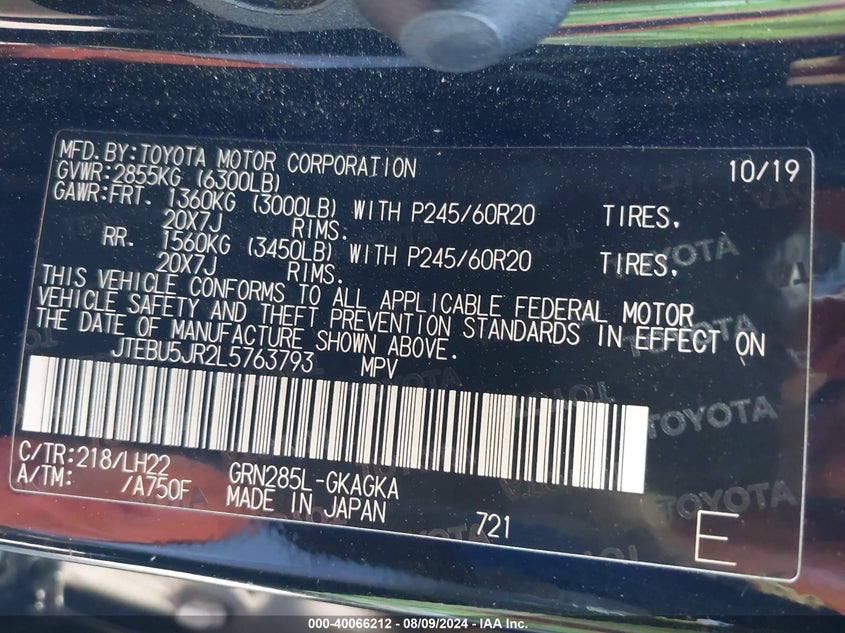 MFD.BY:TOYOTA MOTOR CORPORATION 10/19
GVWR:2855KG (6300LB)
GAWR:FRT. 1360KG (3000LB) WITH P245/60R20 TIRES,
20X7J RIMS.
RR. 1560KG (3450LB) WITH P245/60R20 TIRES,
20X7J RIMS.
THIS VEHICLE CONFORMS TO ALL APPLICABLE FEDERAL MOTOR
VEHICLE SAFETY AND THEFT PREVENTION STANDARDS IN EFFECT ON
THE DATE OF MANUFACTURE SHOWN ABOVE.
JTEBU5JR2L5763793 MPV
C/TR:218/LH22 GRN285L-GKAGKA
A/TM: /A750F MADE IN JAPAN 721 E
TOYOTA
TOYOTA
TOYOTA
000-40066212 - 08/09/2024 - IAA Inc.